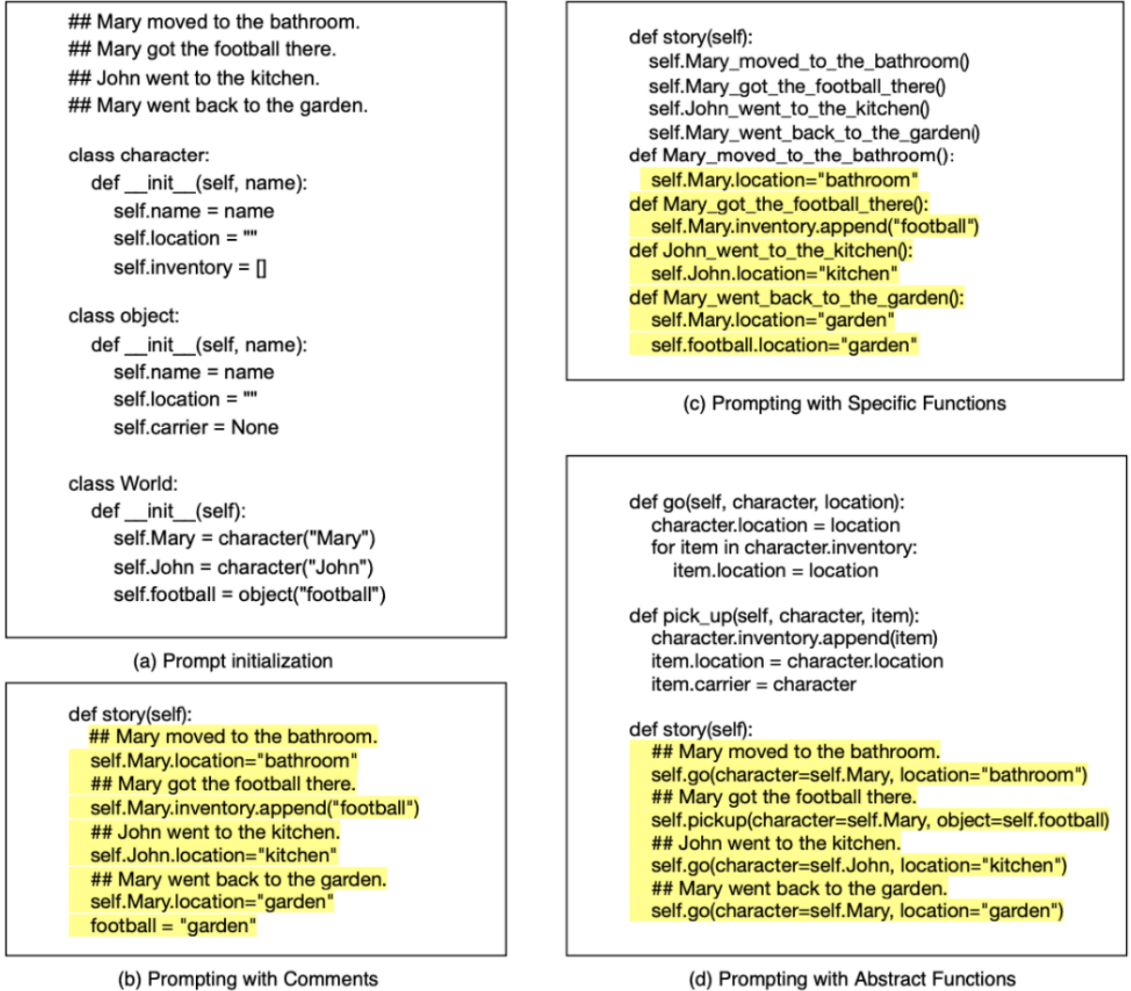 ## Mary moved to the bathroom.
## Mary got the football there.
## John went to the kitchen.
## Mary went back to the garden.
class character:
def __init__(self, name):
self.name = name
self.location = ""
self.inventory = []
class object:
def __init__(self, name):
self.name = name
self.location = ""
self.carrier = None
class World:
def __init__(self):
self.Mary = character("Mary")
self.John = character("John")
self.football = object("football")
(a) Prompt initialization
def story(self):
## Mary moved to the bathroom.
self.Mary.location="bathroom"
## Mary got the football there.
self.Mary.inventory.append("football")
## John went to the kitchen.
self.John.location="kitchen"
## Mary went back to the garden.
self.Mary.location="garden"
football = "garden"
(b) Prompting with Comments
def story(self):
self.Mary_moved_to_the_bathroom()
self.Mary_got_the_football_there()
self.John_went_to_the_kitchen()
self.Mary_went_back_to_the_garden()
def Mary_moved_to_the_bathroom():
self.Mary.location="bathroom"
def Mary_got_the_football_there():
self.Mary.inventory.append("football")
def John_went_to_the_kitchen():
self.John.location="kitchen"
def Mary_went_back_to_the_garden():
self.Mary.location="garden"
self.football.location="garden"
(c) Prompting with Specific Functions
def go(self, character, location):
character.location = location
for item in character.inventory:
item.location = location
def pick_up(self, character, item):
character.inventory.append(item)
item.location = character.location
item.carrier = character
def story(self):
## Mary moved to the bathroom.
self.go(character=self.Mary, location="bathroom")
## Mary got the football there.
self.pickup(character=self.Mary, object=self.football)
## John went to the kitchen.
self.go(character=self.John, location="kitchen")
## Mary went back to the garden.
self.go(character=self.Mary, location="garden")
(d) Prompting with Abstract Functions